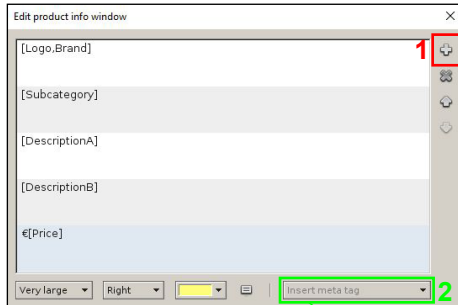 Edit product info window
[Logo,Brand]
1
[Subcategory]
[DescriptionA]
[DescriptionB]
€[Price]
Very large Right Insert meta tag 2